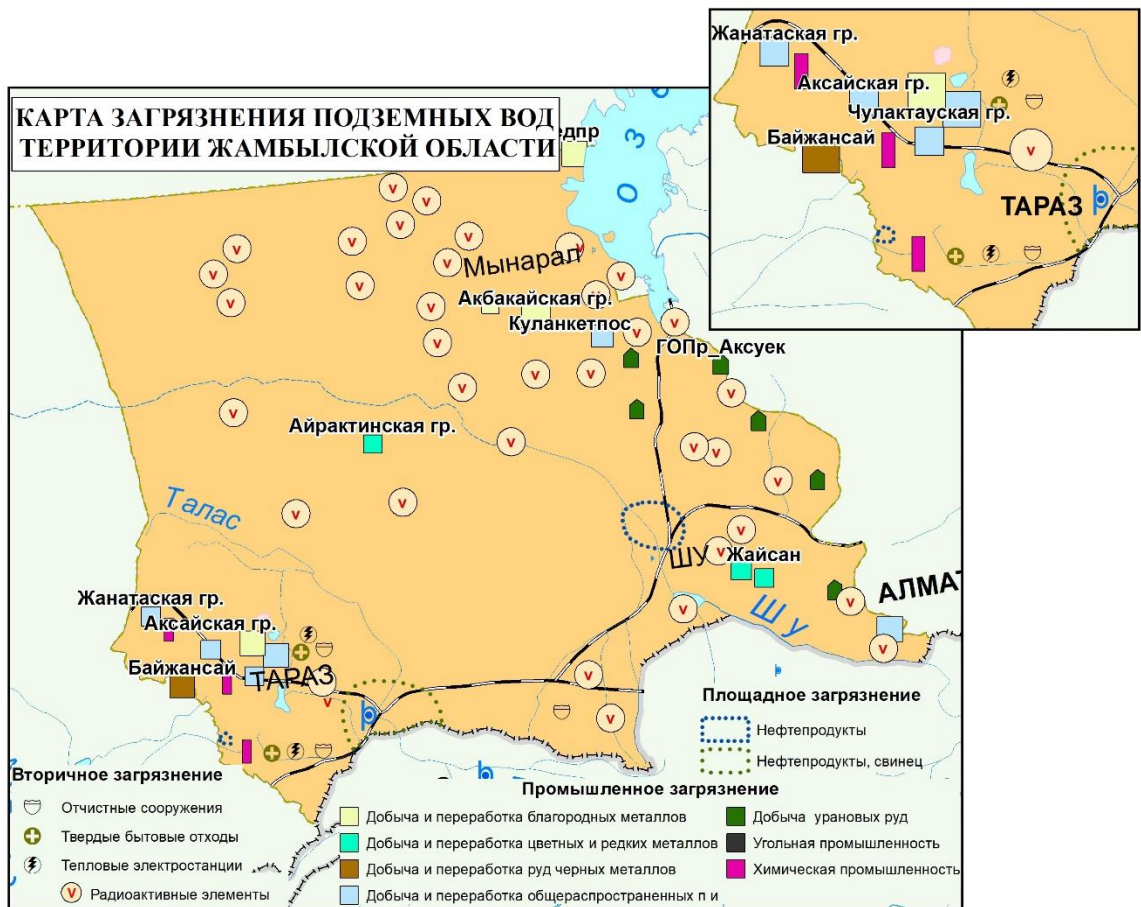 КАРТА ЗАГРЯЗНЕНИЯ ПОДЗЕМНЫХ ВОД
ТЕРРИТОРИИ ЖАМБЫЛСКОЙ ОБЛАСТИ
Жанатаская гр.
Аксайская гр.
Чулактауская гр.
Байжансай
ТАРАЗ
О З
Мынарал
Акбакайская гр.
Куланкетпос
ГОПр_Аксуек
Айрактинская гр.
Талас
ШУ
Жайсан
Шу
Жанатаская гр.
Аксайская гр.
Байжансай
ТАРАЗ
Площадное загрязнение
Нефтепродукты
Нефтепродукты, свинец
Вторичное загрязнение
Отчистные сооружения
Твердые бытовые отходы
Тепловые электростанции
v Радиоактивные элементы
Промышленное загрязнение
Добыча и переработка благородных металлов
Добыча и переработка цветных и редких металлов
Добыча и переработка руд черных металлов
Добыча и переработка общераспространенных п и
Добыча урановых руд
Угольная промышленность
Химическая промышленность